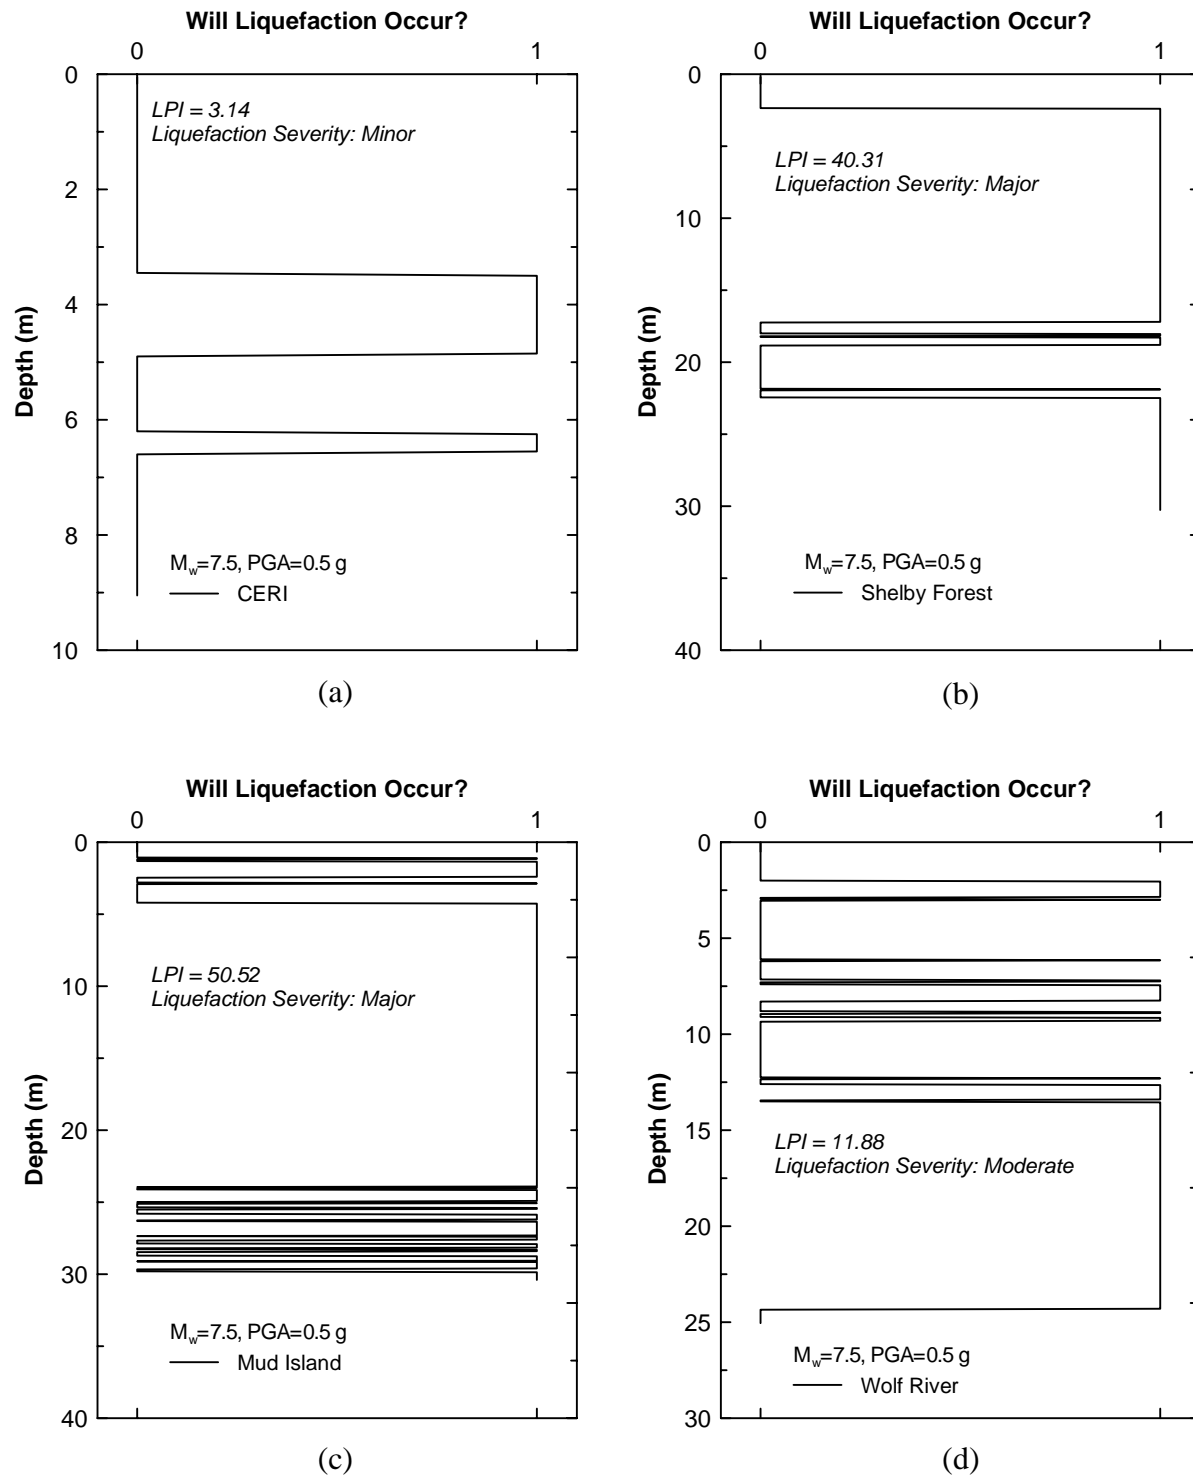 Will Liquefaction Occur?
0 1
0
2
4
6
8
10
Depth (m)
LPI = 3.14
Liquefaction Severity: Minor
Mw=7.5, PGA=0.5 g
CERI
(a)
Will Liquefaction Occur?
0 1
0
10
20
30
40
Depth (m)
LPI = 40.31
Liquefaction Severity: Major
Mw=7.5, PGA=0.5 g
Shelby Forest
(b)
Will Liquefaction Occur?
0 1
0
10
20
30
40
Depth (m)
LPI = 50.52
Liquefaction Severity: Major
Mw=7.5, PGA=0.5 g
Mud Island
(c)
Will Liquefaction Occur?
0 1
0
5
10
15
20
25
30
Depth (m)
LPI = 11.88
Liquefaction Severity: Moderate
Mw=7.5, PGA=0.5 g
Wolf River
(d)